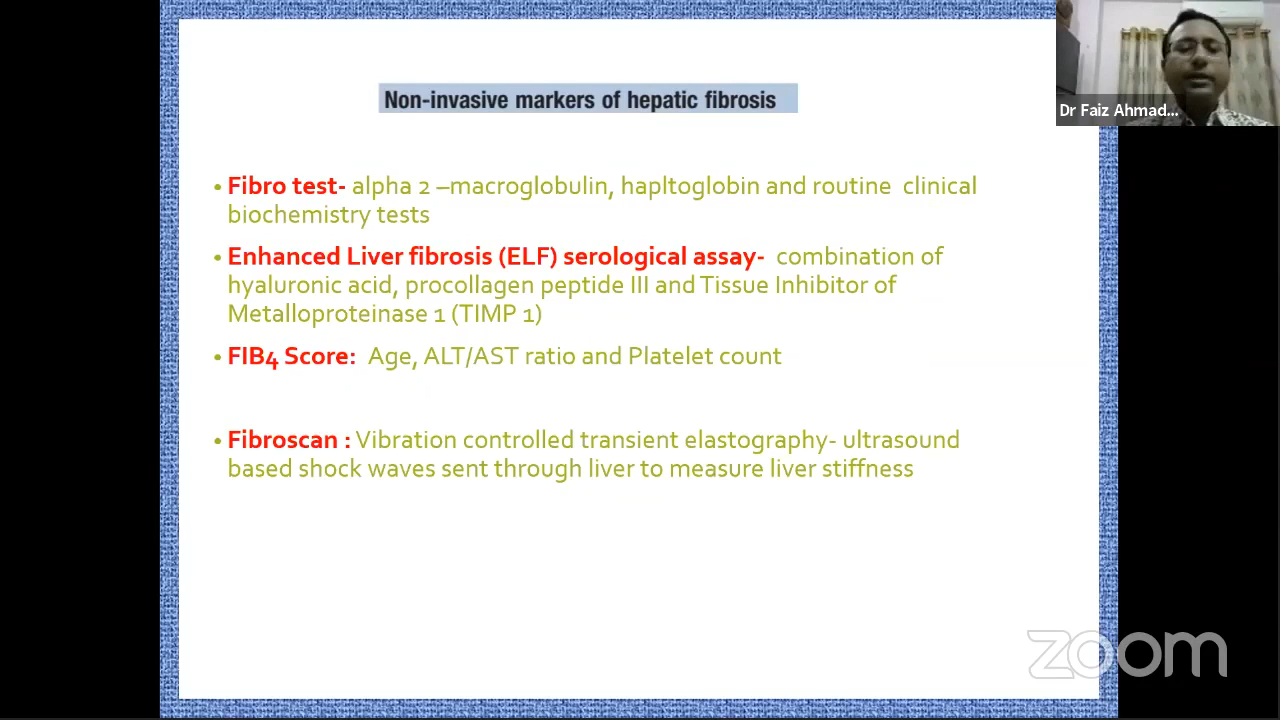 Non-invasive markers of hepatic fibrosis
Dr Faiz Ahmad...
• Fibro test- alpha 2 –macroglobulin, hapltoglobin and routine clinical
biochemistry tests
• Enhanced Liver fibrosis (ELF) serological assay- combination of
hyaluronic acid, procollagen peptide III and Tissue Inhibitor of
Metalloproteinase 1 (TIMP 1)
• FIB4 Score: Age, ALT/AST ratio and Platelet count
• Fibroscan : Vibration controlled transient elastography- ultrasound
based shock waves sent through liver to measure liver stiffness
zoom